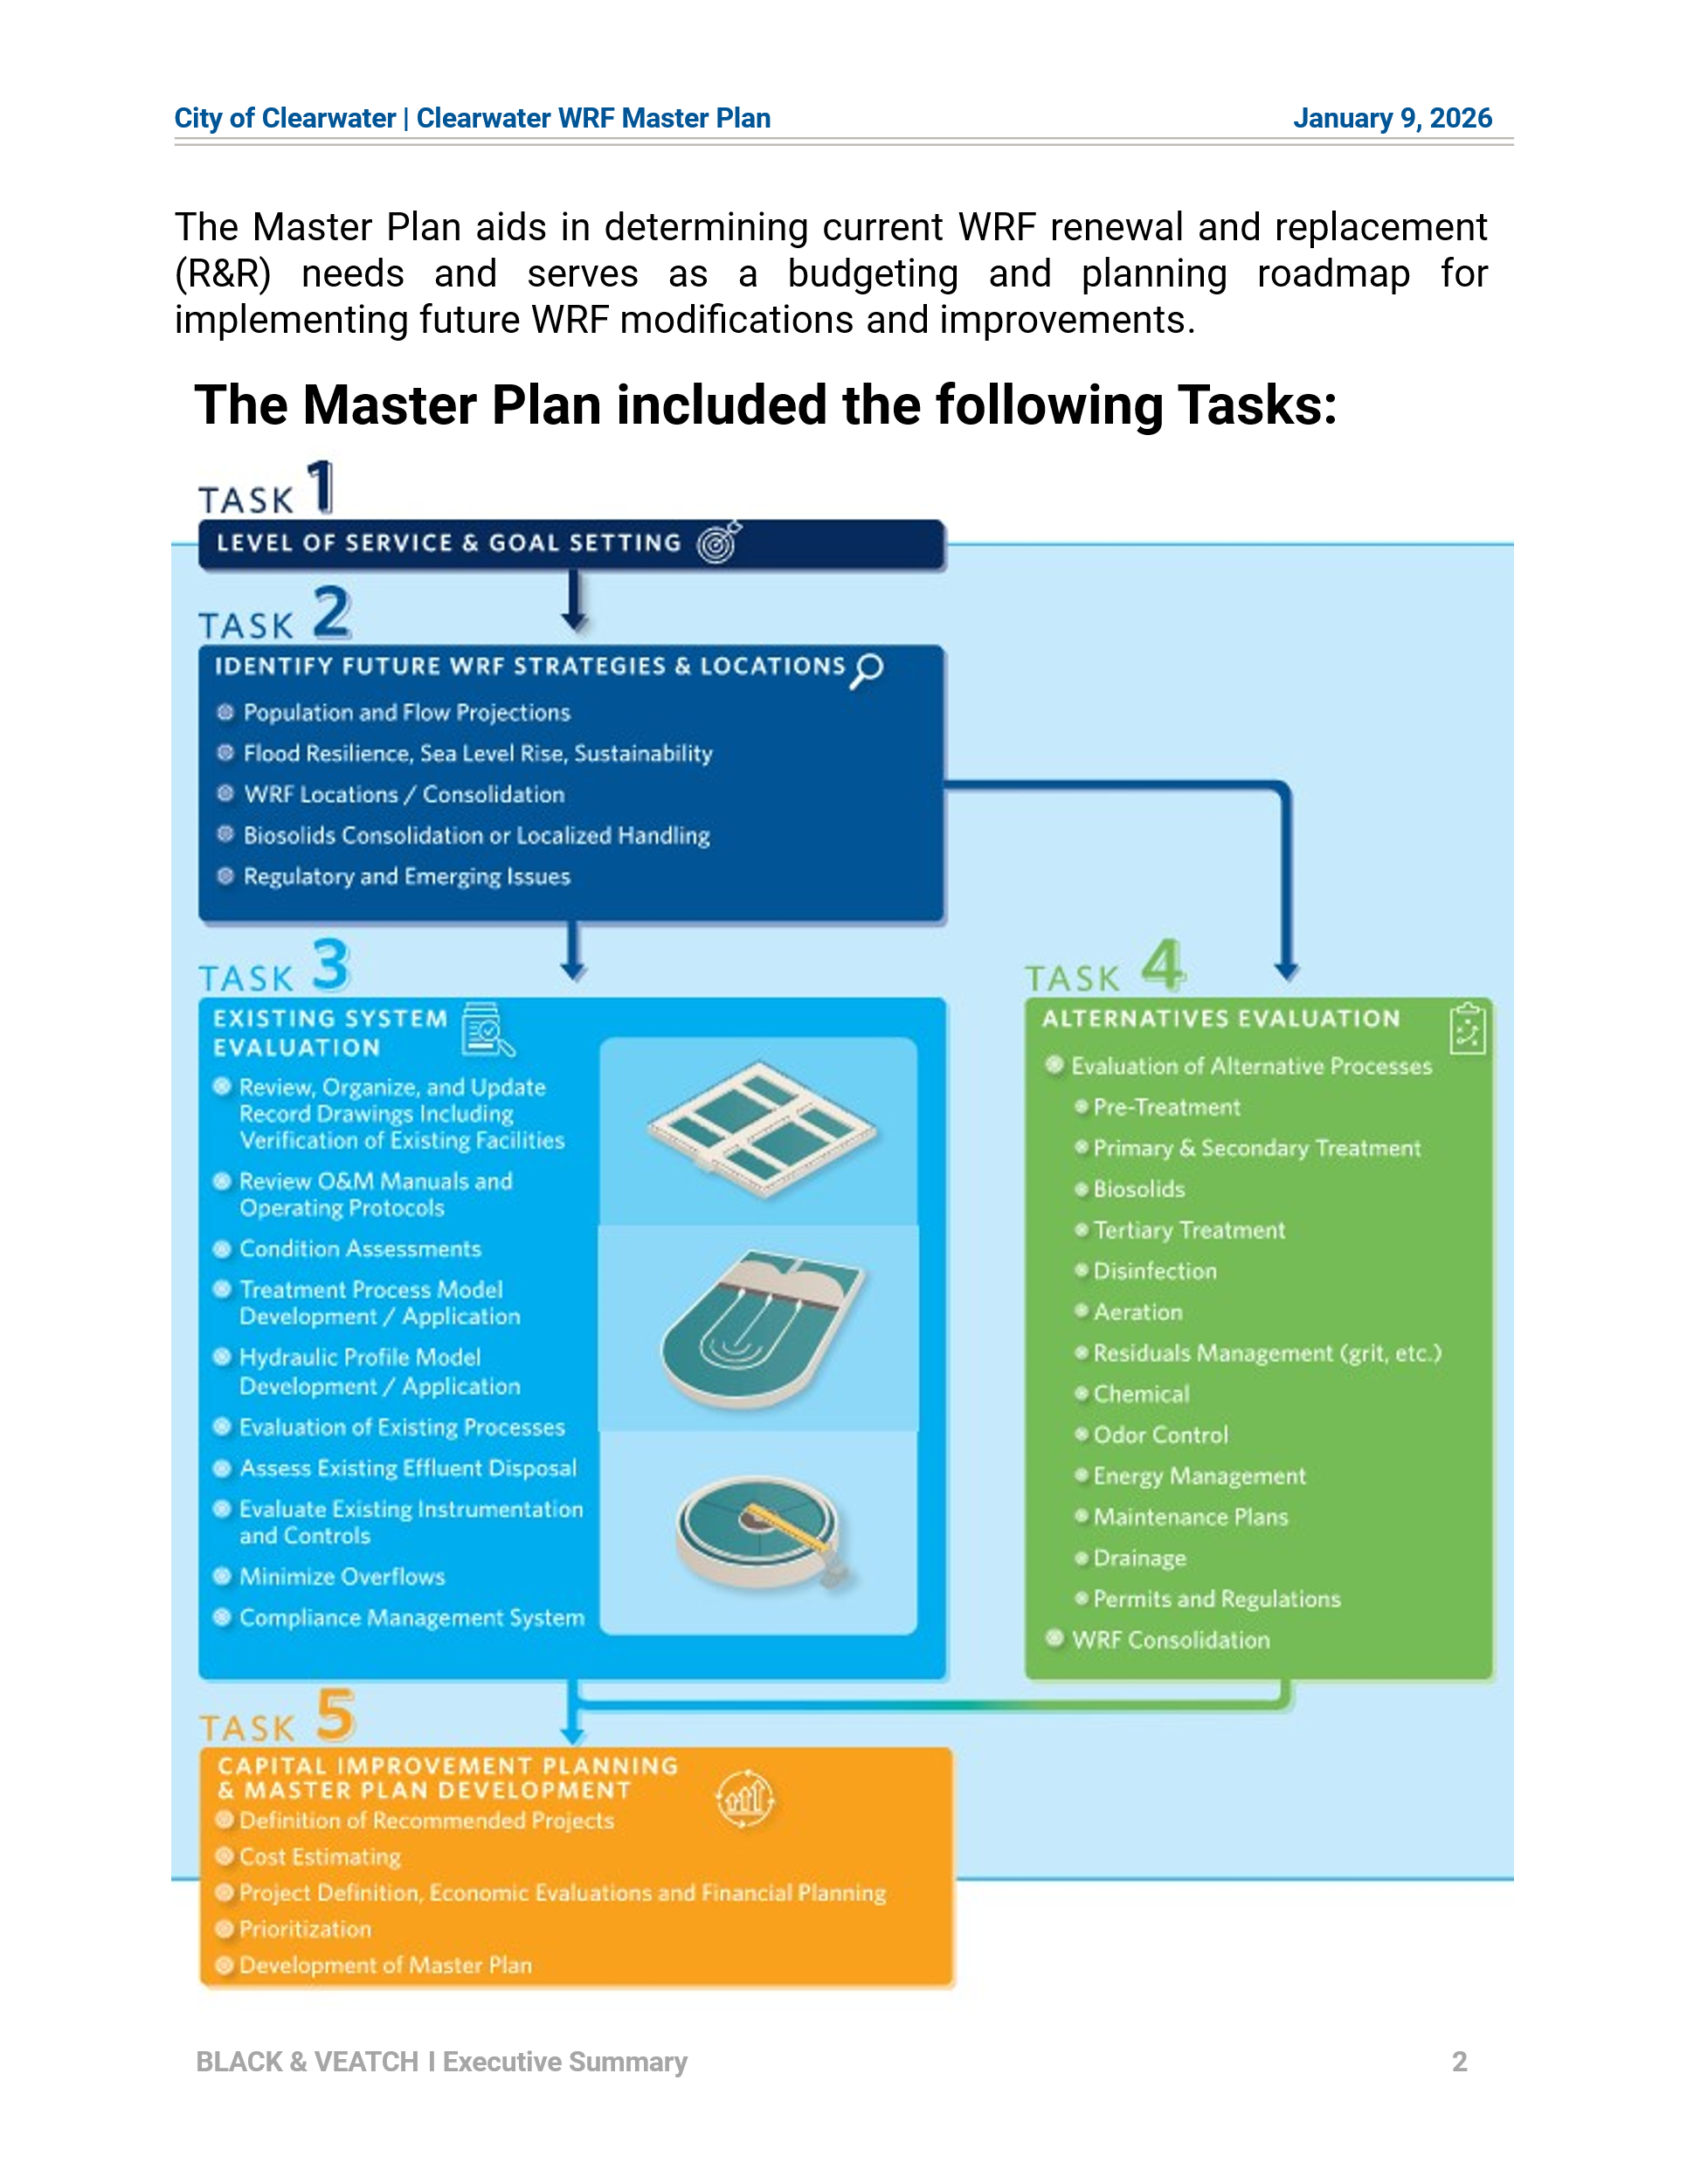 City of Clearwater | Clearwater WRF Master Plan January 9, 2026
The Master Plan aids in determining current WRF renewal and replacement
(R&R) needs and serves as a budgeting and planning roadmap for
implementing future WRF modifications and improvements.
The Master Plan included the following Tasks:
TASK 1
LEVEL OF SERVICE & GOAL SETTING
TASK 2
IDENTIFY FUTURE WRF STRATEGIES & LOCATIONS
Population and Flow Projections
Flood Resilience, Sea Level Rise, Sustainability
WRF Locations / Consolidation
Biosolids Consolidation or Localized Handling
Regulatory and Emerging Issues
TASK 3
EXISTING SYSTEM
EVALUATION
Review, Organize, and Update
Record Drawings Including
Verification of Existing Facilities
Review O&M Manuals and
Operating Protocols
Condition Assessments
Treatment Process Model
Development / Application
Hydraulic Profile Model
Development / Application
Evaluation of Existing Processes
Assess Existing Effluent Disposal
Evaluate Existing Instrumentation
and Controls
Minimize Overflows
Compliance Management System
TASK 4
ALTERNATIVES EVALUATION
Evaluation of Alternative Processes
Pre-Treatment
Primary & Secondary Treatment
Biosolids
Tertiary Treatment
Disinfection
Aeration
Residuals Management (grit, etc.)
Chemical
Odor Control
Energy Management
Maintenance Plans
Drainage
Permits and Regulations
WRF Consolidation
TASK 5
CAPITAL IMPROVEMENT PLANNING
& MASTER PLAN DEVELOPMENT
Definition of Recommended Projects
Cost Estimating
Project Definition, Economic Evaluations and Financial Planning
Prioritization
Development of Master Plan
BLACK & VEATCH I Executive Summary 2